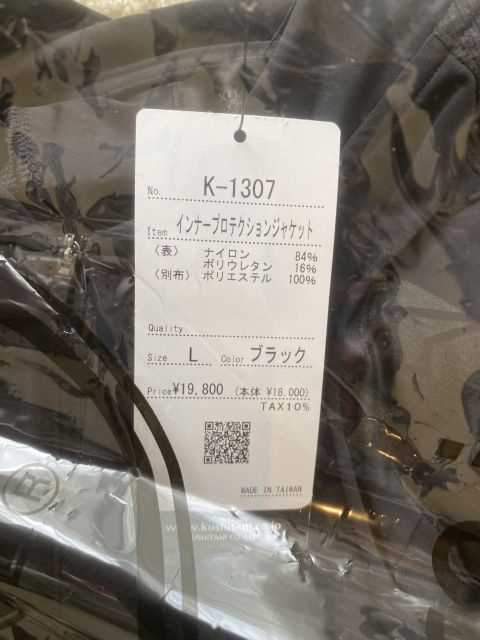 No. K-1307
Item インナープロテクションジャケット
〈表〉 ナイロン 84%
ポリウレタン 16%
〈別布〉 ポリエステル 100%
Quality
Size L Color ブラック
Price ¥19,800 (本体 ¥18,000)
TAX10%
MADE IN TAIWAN
www.kushitani.co.jp
KUSHITANI CO.,LTD
®